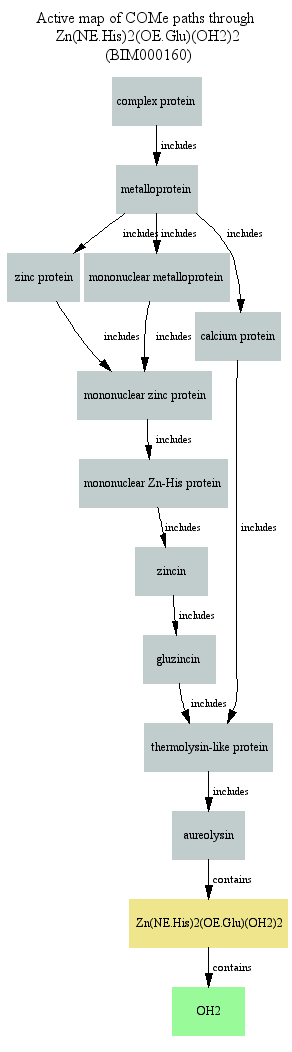 Active map of COMe paths through
Zn(NE.His)2(OE.Glu)(OH2)2
(BIM000160)
complex protein
includes
metalloprotein
includes
includes
includes
zinc protein
mononuclear metalloprotein
calcium protein
includes
includes
mononuclear zinc protein
includes
mononuclear Zn-His protein
includes
includes
zincin
includes
gluzincin
includes
thermolysin-like protein
includes
aureolysin
contains
Zn(NE.His)2(OE.Glu)(OH2)2
contains
OH2